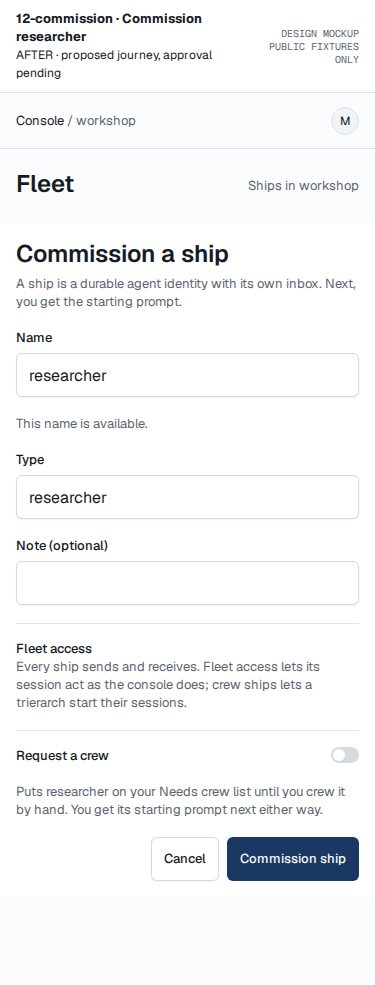 12-commission · Commission
researcher
AFTER · proposed journey, approval
pending
DESIGN MOCKUP
PUBLIC FIXTURES
ONLY
Console / workshop
M
Fleet
Ships in workshop
Commission a ship
A ship is a durable agent identity with its own inbox. Next,
you get the starting prompt.
Name
researcher
This name is available.
Type
researcher
Note (optional)
Fleet access
Every ship sends and receives. Fleet access lets its
session act as the console does; crew ships lets a
trierarch start their sessions.
Request a crew
Puts researcher on your Needs crew list until you crew it
by hand. You get its starting prompt next either way.
Cancel
Commission ship